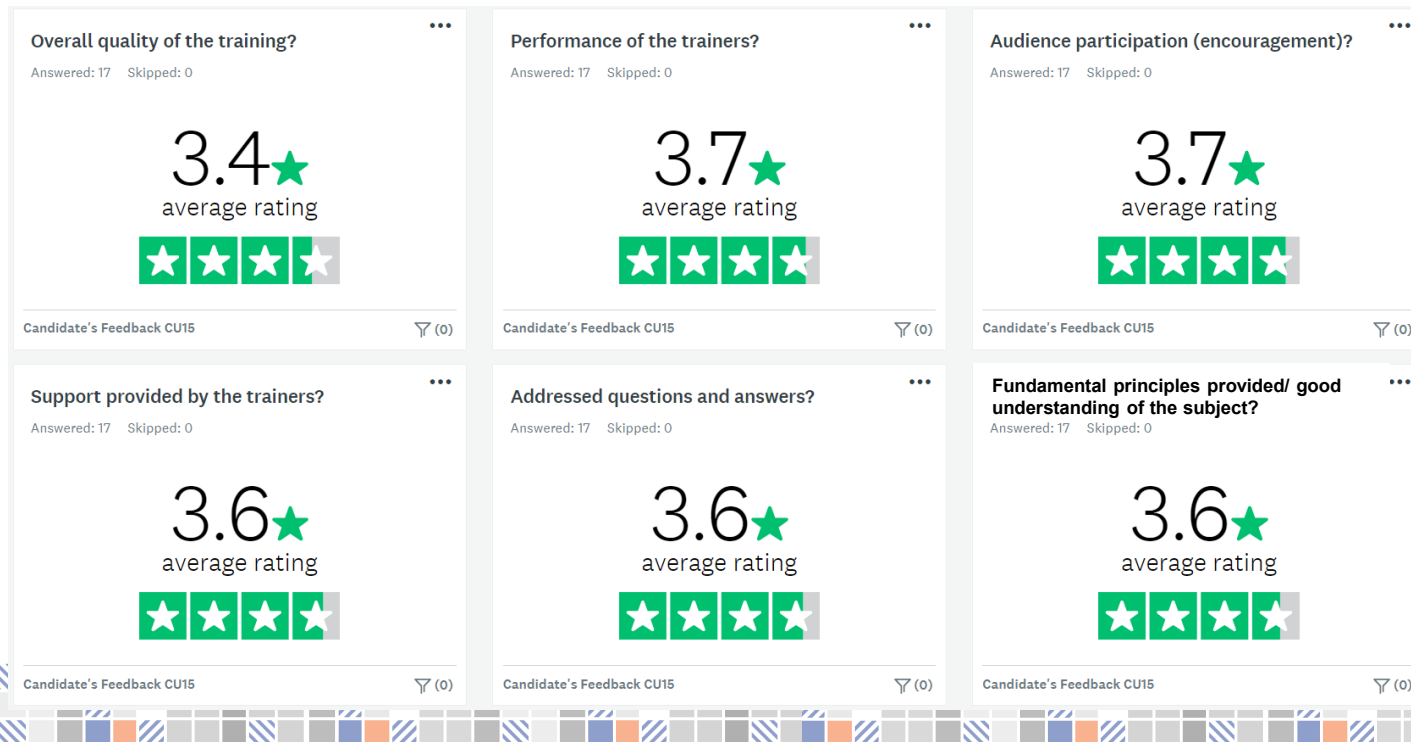 Overall quality of the training?
Answered: 17 Skipped: 0
3.4
average rating
Candidate's Feedback CU15
(0)
Performance of the trainers?
Answered: 17 Skipped: 0
3.7
average rating
Candidate's Feedback CU15
(0)
Audience participation (encouragement)?
Answered: 17 Skipped: 0
3.7
average rating
Candidate's Feedback CU15
(0)
Support provided by the trainers?
Answered: 17 Skipped: 0
3.6
average rating
Candidate's Feedback CU15
(0)
Addressed questions and answers?
Answered: 17 Skipped: 0
3.6
average rating
Candidate's Feedback CU15
(0)
Fundamental principles provided/ good
understanding of the subject?
Answered: 17 Skipped: 0
3.6
average rating
Candidate's Feedback CU15
(0)